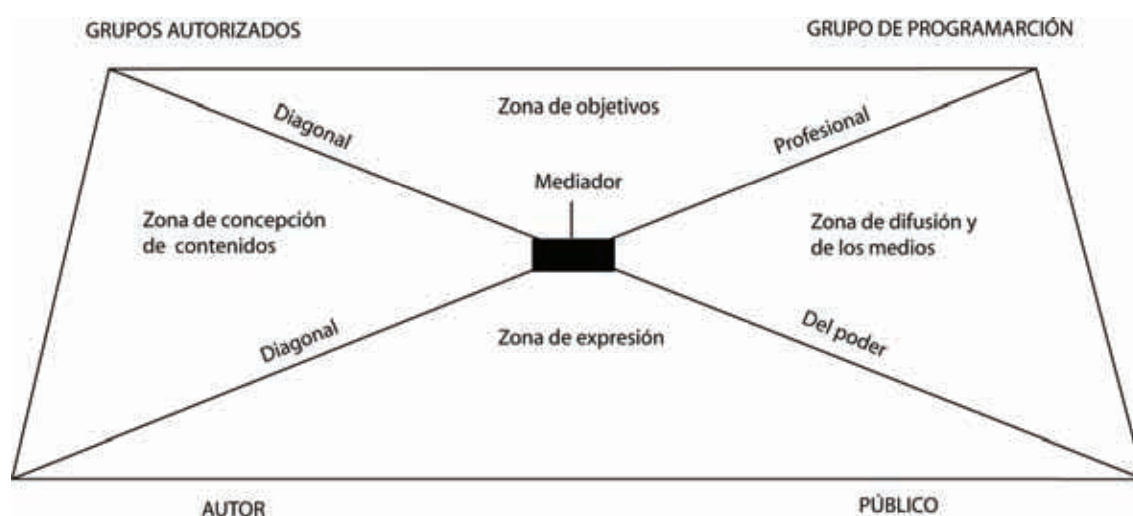 GRUPOS AUTORIZADOS
GRUPO DE PROGRAMARCIÓN
Zona de objetivos
Diagonal
Profesional
Mediador
Zona de concepción
de contenidos
Zona de difusión y
de los medios
Diagonal
Zona de expresión
Del poder
AUTOR
PÚBLICO